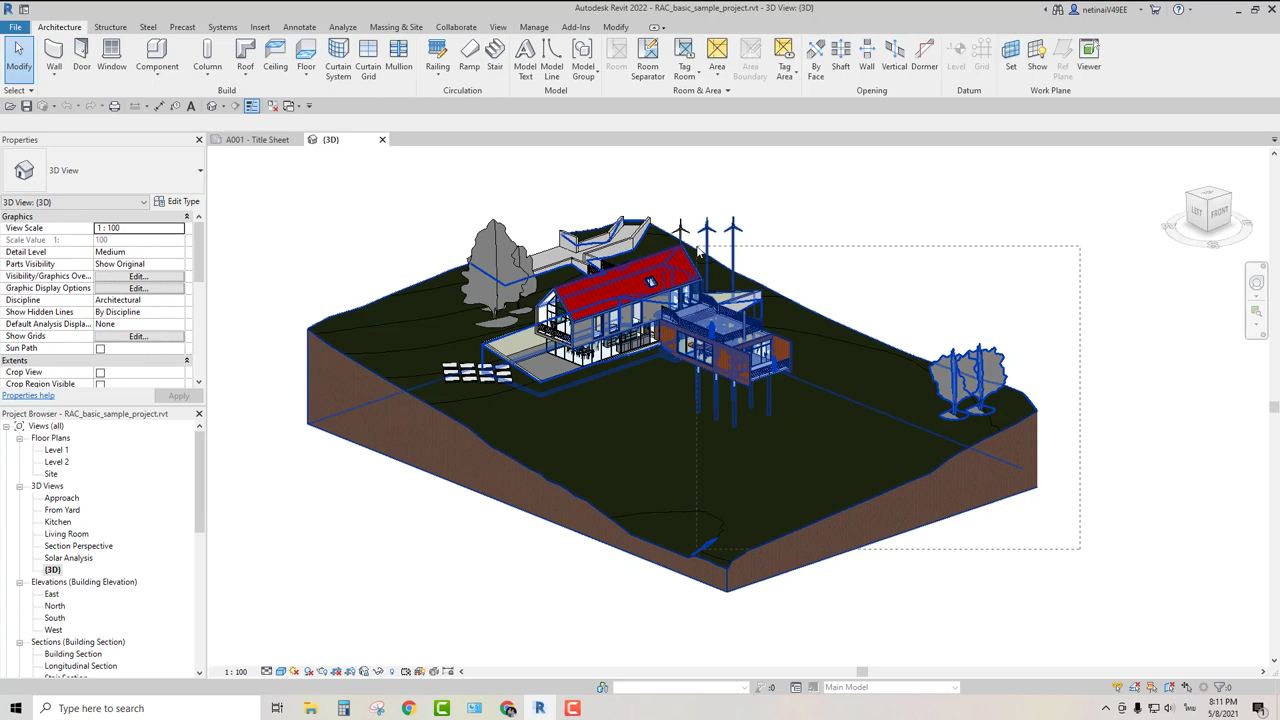 Autodesk Revit 2022 - RAC_basic_sample_project.rvt - 3D View: {3D}
netinaiV49EE
File Architecture Structure Steel Precast Systems Insert Annotate Analyze Massing & Site Collaborate View Manage Add-Ins Modify
Modify Wall Door Window Component Column Roof Ceiling Floor Curtain System Curtain Grid Mullion Railing Ramp Stair Model Text Model Line Model Group Room Room Separator Tag Room Area Area Boundary Tag Area By Face Shaft Wall Vertical Dormer Level Grid Set Show Ref Plane Viewer
Select Build Circulation Model Room & Area Opening Datum Work Plane
Properties
A001 - Title Sheet
{3D}
3D View
3D View: {3D}
Edit Type
Graphics
View Scale 1 : 100
Scale Value 1: 100
Detail Level Medium
Parts Visibility Show Original
Visibility/Graphics Ove... Edit...
Graphic Display Options Edit...
Discipline Architectural
Show Hidden Lines By Discipline
Default Analysis Displa... None
Show Grids Edit...
Sun Path
Extents
Crop View
Crop Region Visible
Properties help
Apply
Project Browser - RAC_basic_sample_project.rvt
Views (all)
Floor Plans
Level 1
Level 2
Site
3D Views
Approach
From Yard
Kitchen
Living Room
Section Perspective
Solar Analysis
{3D}
Elevations (Building Elevation)
East
North
South
West
Sections (Building Section)
Building Section
Longitudinal Section
TOP
LEFT
FRONT
1 : 100
:0
Main Model
:0
Type here to search
8:11 PM
5/8/2021